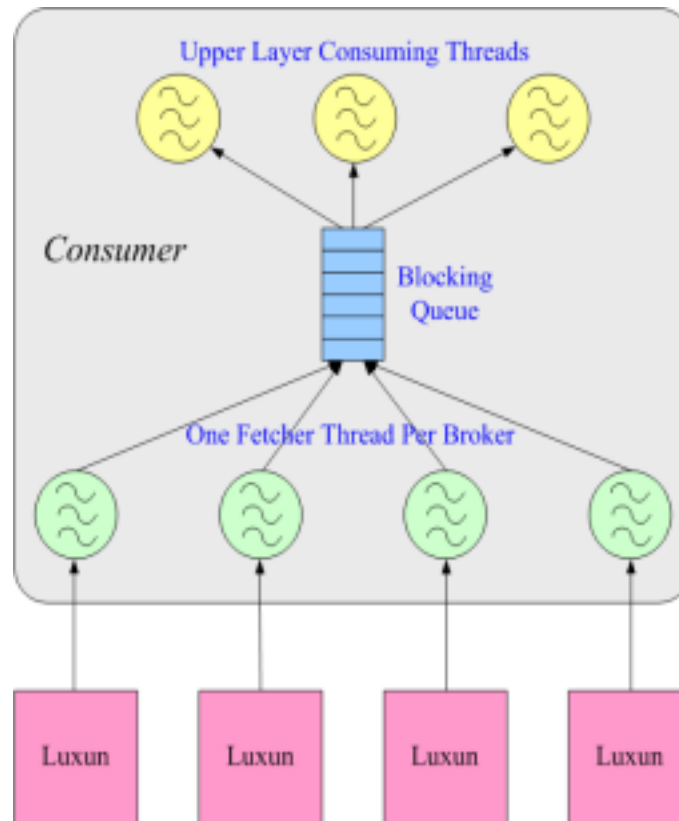 Upper Layer Consuming Threads
Consumer
Blocking
Queue
One Fetcher Thread Per Broker
Luxun
Luxun
Luxun
Luxun